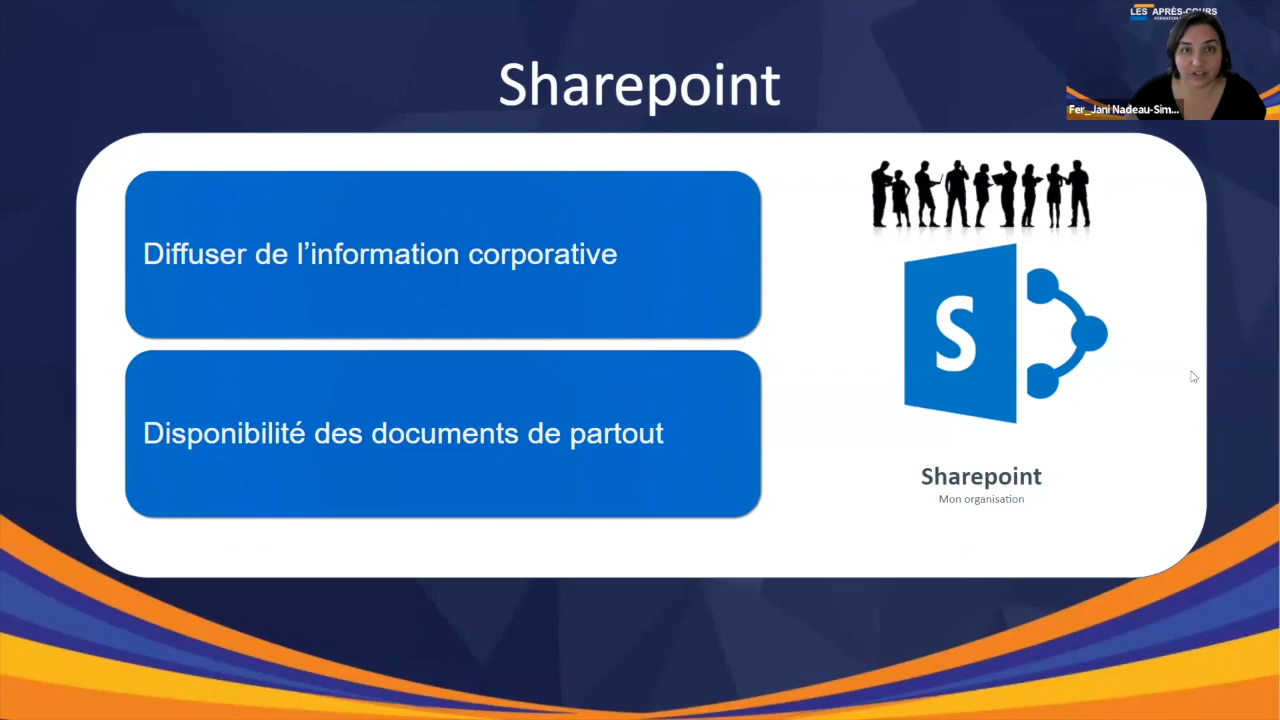 LES APRÈS-COURS
Sharepoint
Fer_Jani Nadeau-Sim...
Diffuser de l’information corporative
S
Disponibilité des documents de partout
Sharepoint
Mon organisation